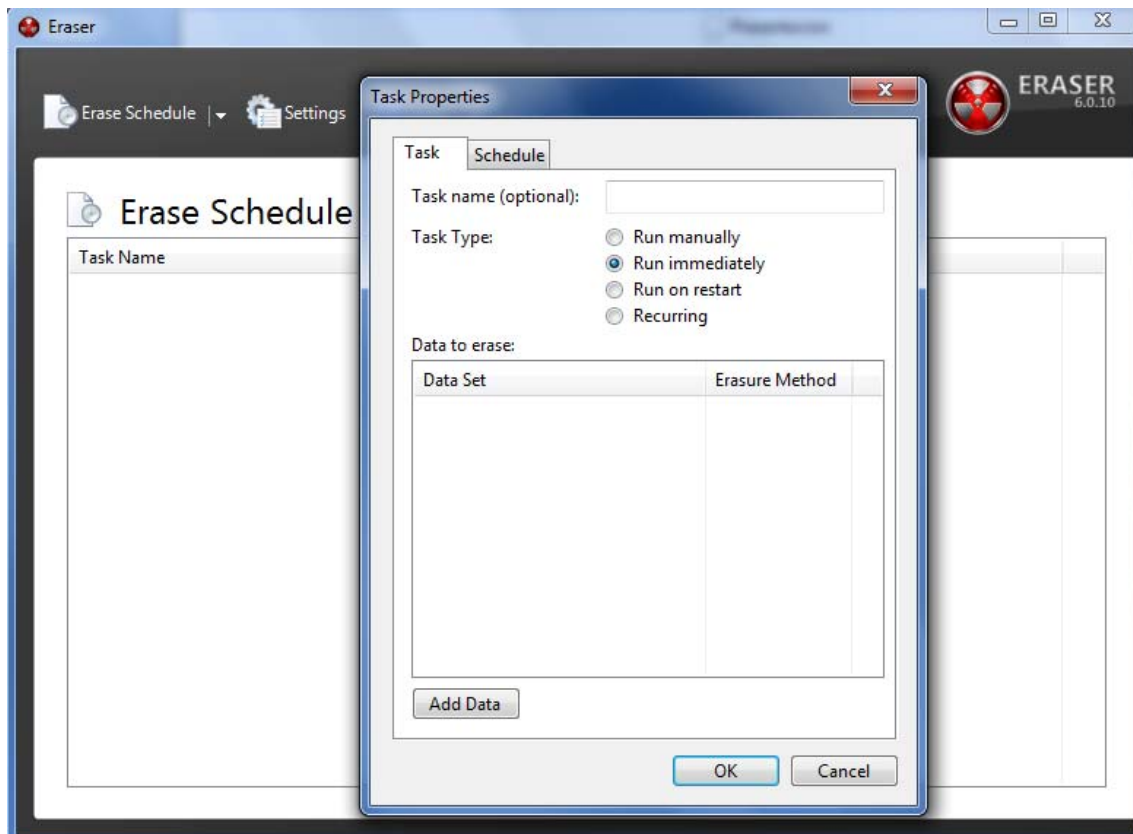 Eraser
Erase Schedule
Settings
ERASER
6.0.10
Erase Schedule
Task Name
Task Properties
Task
Schedule
Task name (optional):
Task Type:
Run manually
Run immediately
Run on restart
Recurring
Data to erase:
Data Set
Erasure Method
Add Data
OK
Cancel